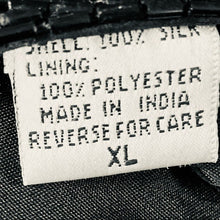 SHELL: 100% SILK
LINING:
100% POLYESTER
MADE IN INDIA
REVERSE FOR CARE
XL